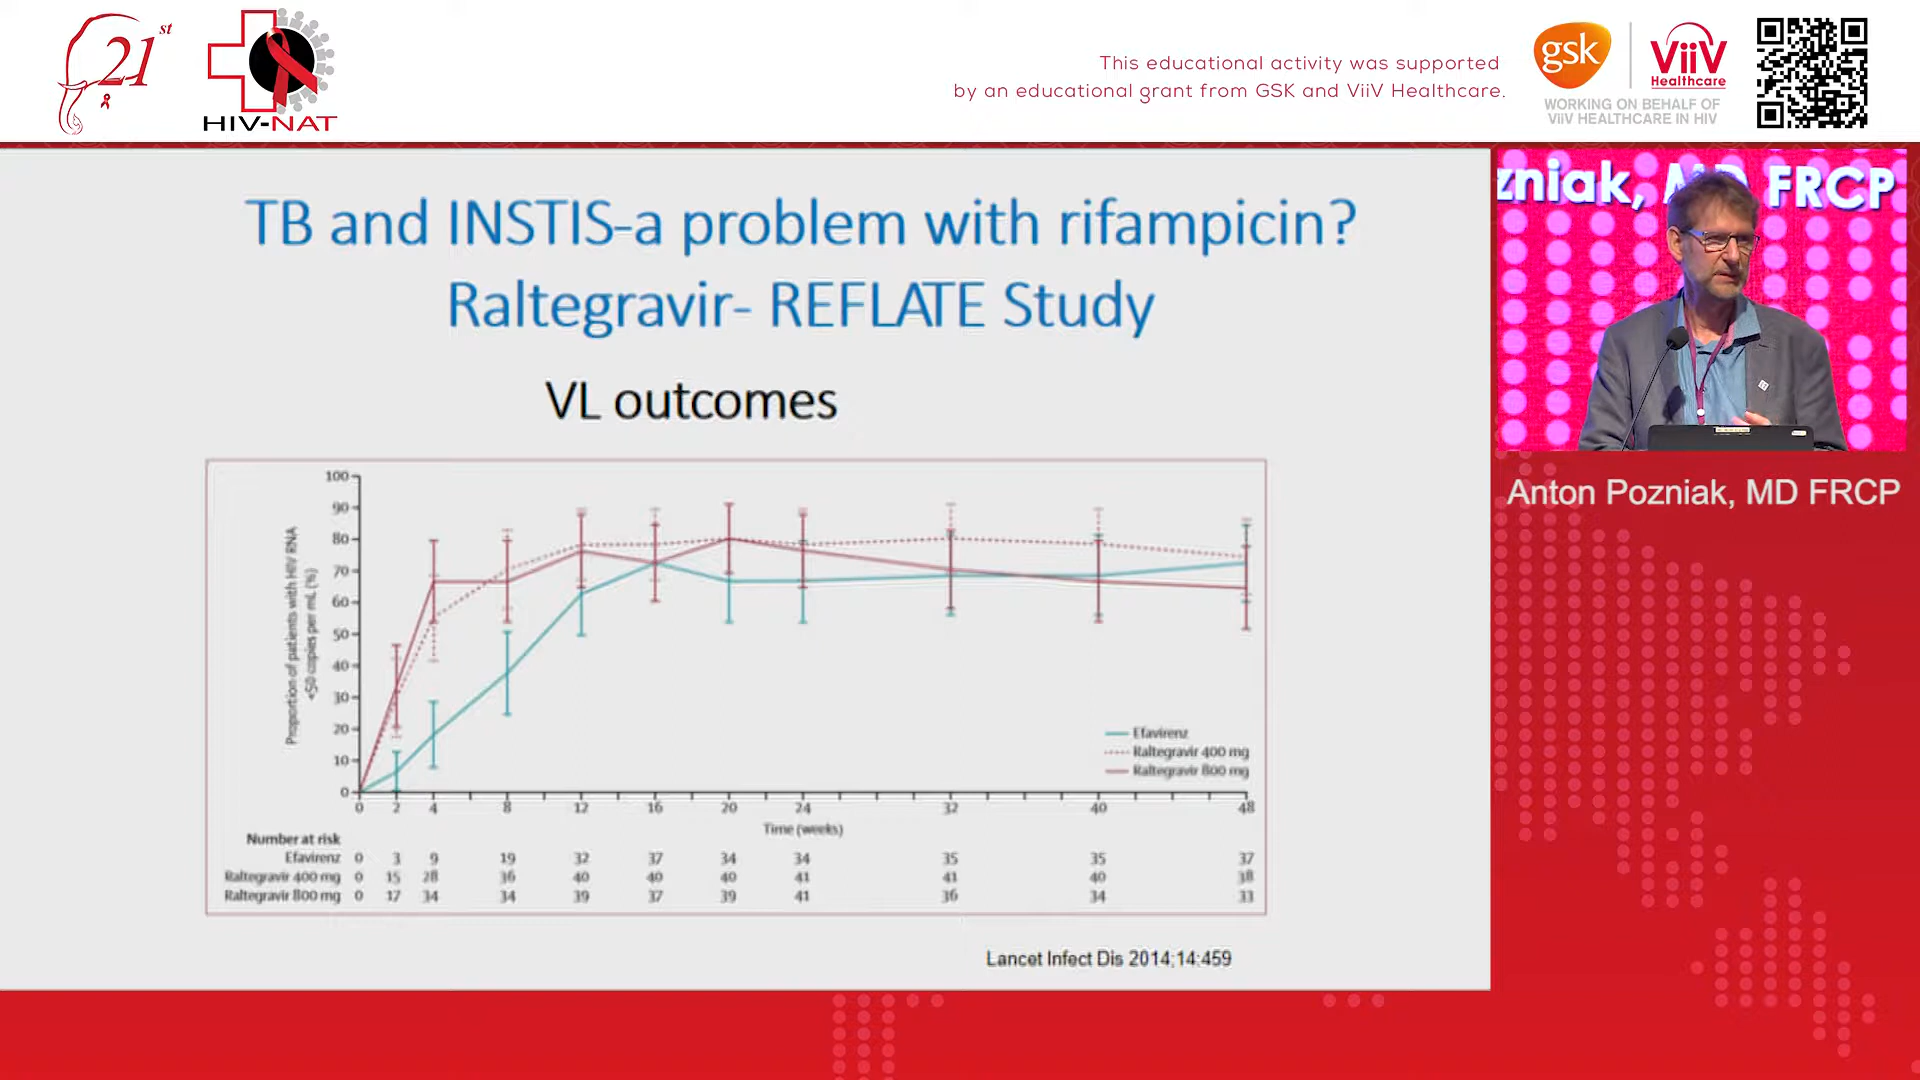 21st
HIV-NAT
This educational activity was supported
by an educational grant from GSK and ViiV Healthcare.
gsk
ViiV
Healthcare
WORKING ON BEHALF OF
ViiV HEALTHCARE IN HIV
TB and INSTIS-a problem with rifampicin?
Raltegravir- REFLATE Study
VL outcomes
Proportion of patients with HIV RNA
<50 copies per mL (%)
100
90
80
70
60
50
40
30
20
10
0
0 2 4 8 12 16 20 24 32 40 48
Time (weeks)
Efavirenz
Raltegravir 400 mg
Raltegravir 800 mg
Number at risk
Efavirenz 0 3 9 19 32 37 34 34 35 35 37
Raltegravir 400 mg 0 15 28 36 40 40 40 41 41 40 38
Raltegravir 800 mg 0 17 34 34 39 37 39 41 36 34 33
Lancet Infect Dis 2014;14:459
zniak, MD FRCP
Anton Pozniak, MD FRCP